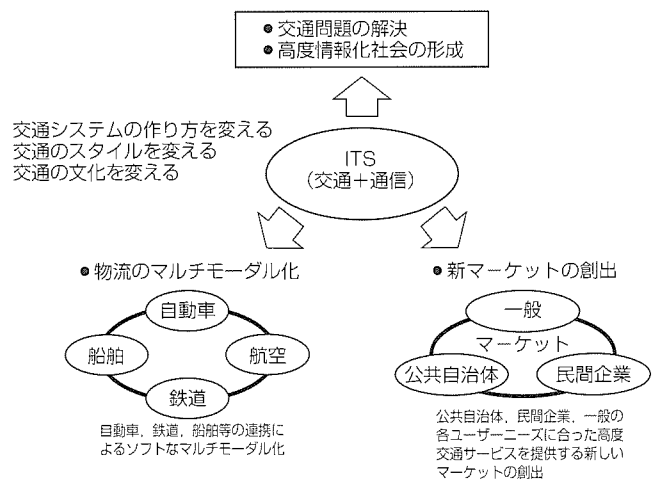 ● 交通問題の解決
● 高度情報化社会の形成
交通システムの作り方を変える
交通のスタイルを変える
交通の文化を変える
ITS
(交通＋通信)
● 物流のマルチモーダル化
自動車
船舶
航空
鉄道
自動車，鉄道，船舶等の連携に
よるソフトなマルチモーダル化
● 新マーケットの創出
一般
マーケット
公共自治体
民間企業
公共自治体，民間企業，一般の
各ユーザーニーズに合った高度
交通サービスを提供する新しい
マーケットの創出